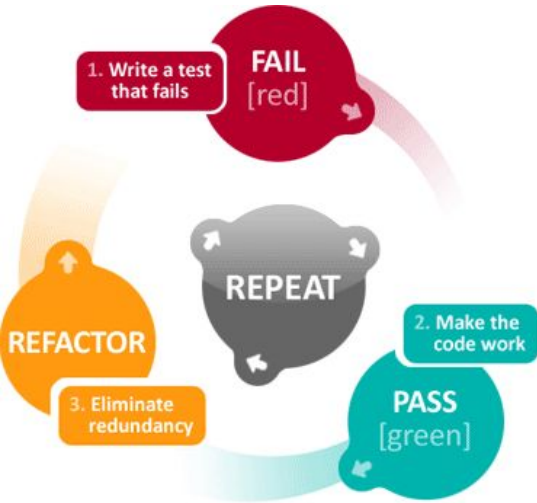 FAIL
[red]
1. Write a test
that fails
REPEAT
2. Make the
code work
PASS
[green]
REFACTOR
3. Eliminate
redundancy